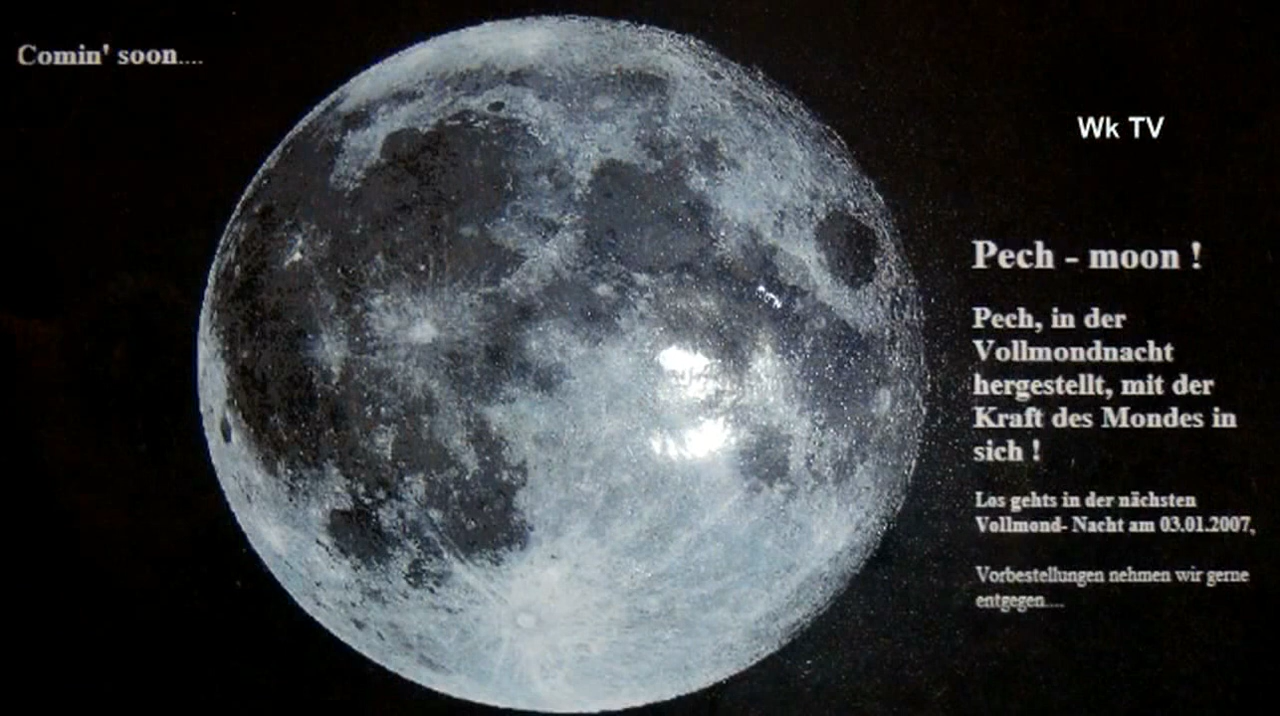 Comin' soon....
Wk TV
Pech - moon !
Pech, in der
Vollmondnacht
hergestellt, mit der
Kraft des Mondes in
sich !
Los gehts in der nächsten
Vollmond- Nacht am 03.01.2007,
Vorbestellungen nehmen wir gerne
entgegen....